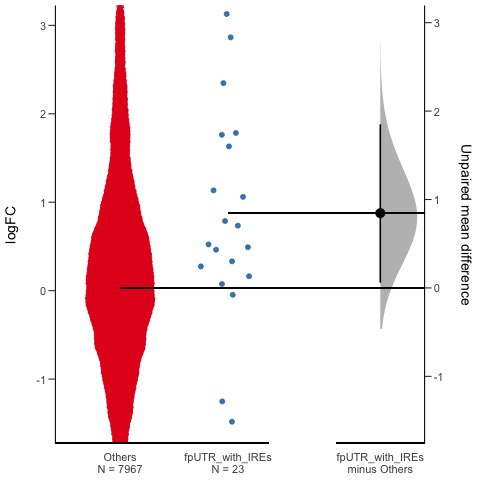 logFC
3
2
1
0
-1
Others
N = 7967
fpUTR_with_IREs
N = 23
3
2
1
0
-1
Unpaired mean difference
fpUTR_with_IREs
minus Others